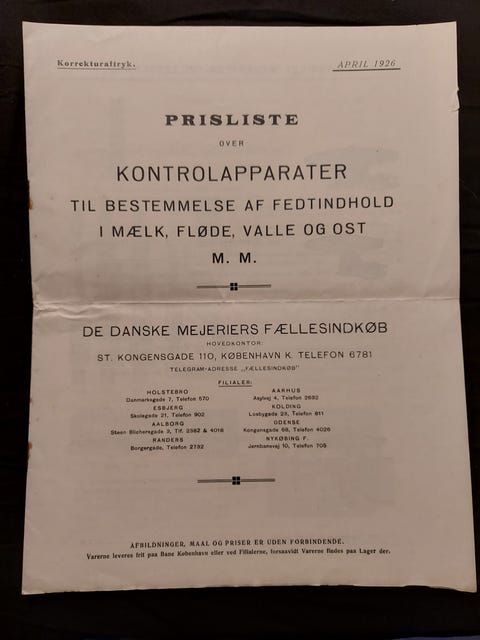 Korrekturaftryk.
APRIL 1926
PRISLISTE
OVER
KONTROLAPPARATER
TIL BESTEMMELSE AF FEDTINDHOLD
I MÆLK, FLØDE, VALLE OG OST
M. M.
DE DANSKE MEJERIERS FÆLLESINDKØB
HOVEDKONTOR:
ST. KONGENSGADE 110, KØBENHAVN K. TELEFON 6781
TELEGRAM-ADRESSE „FÆLLESINDKØB"
FILIALER:
HOLSTEBRO
Danmarksgade 7, Telefon 570
ESBJERG
Skolegade 21, Telefon 902
AALBORG
Steen Blichersgade 3, Tlf. 2382 & 4018
RANDERS
Borgergade, Telefon 2732
AARHUS
Asylvej 4, Telefon 2692
KOLDING
Losbygade 23, Telefon 811
ODENSE
Kongensgade 68, Telefon 4026
NYKØBING F.
Jernbanevej 10, Telefon 705
AFBILDNINGER, MAAL OG PRISER ER UDEN FORBINDENDE.
Varerne leveres frit paa Bane København eller ved Filialerne, forsaavidt Varerne findes paa Lager der.